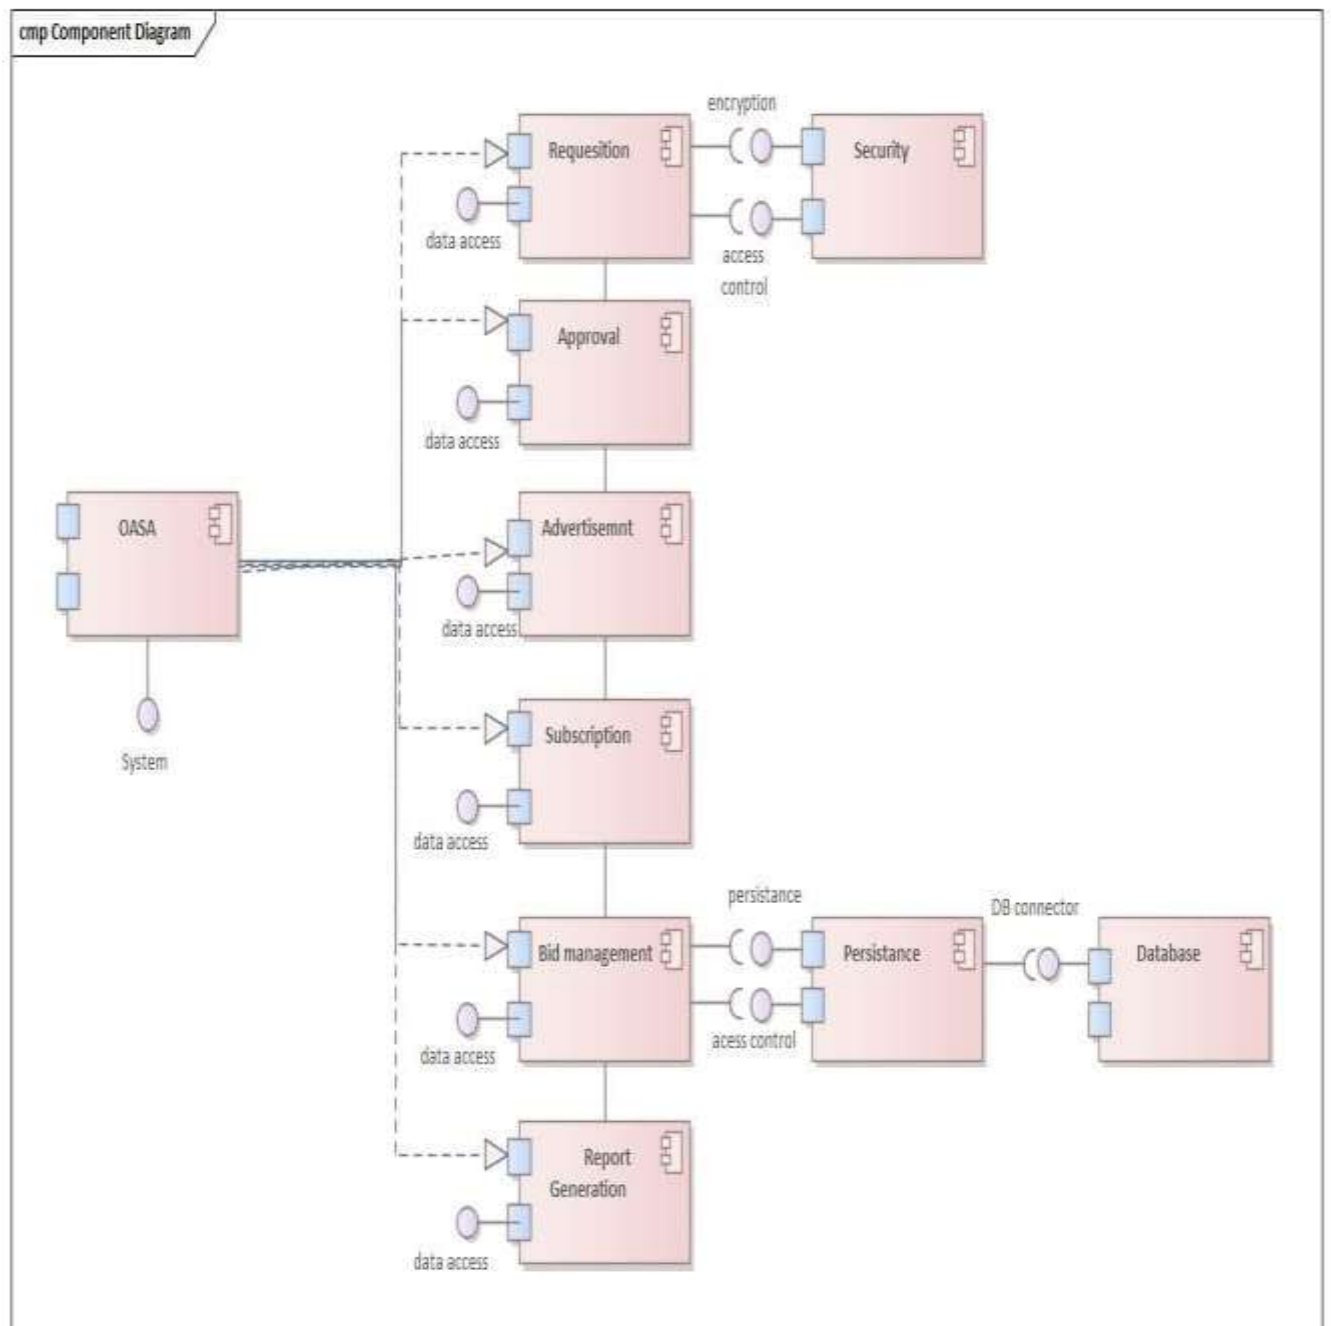 cmp Component Diagram
encryption
Requesition
Security
data access
access
control
Approval
data access
OASA
Advertisemnt
data access
System
Subscription
data access
persistance
DB connector
Bid management
Persistance
Database
acess control
data access
Report
Generation
data access